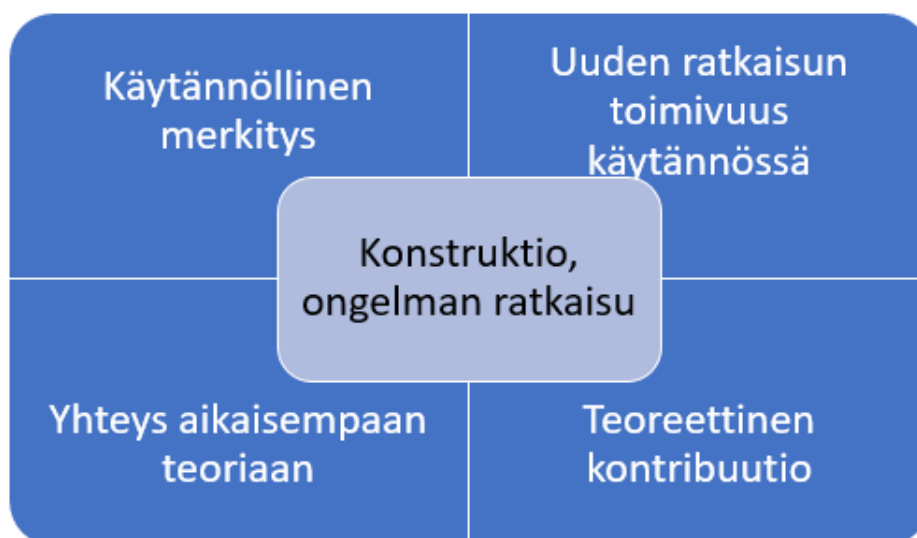 Käytännöllinen
merkitys
Uuden ratkaisun
toimivuus
käytännössä
Konstruktio,
ongelman ratkaisu
Yhteys aikaisempaan
teoriaan
Teoreettinen
kontribuutio